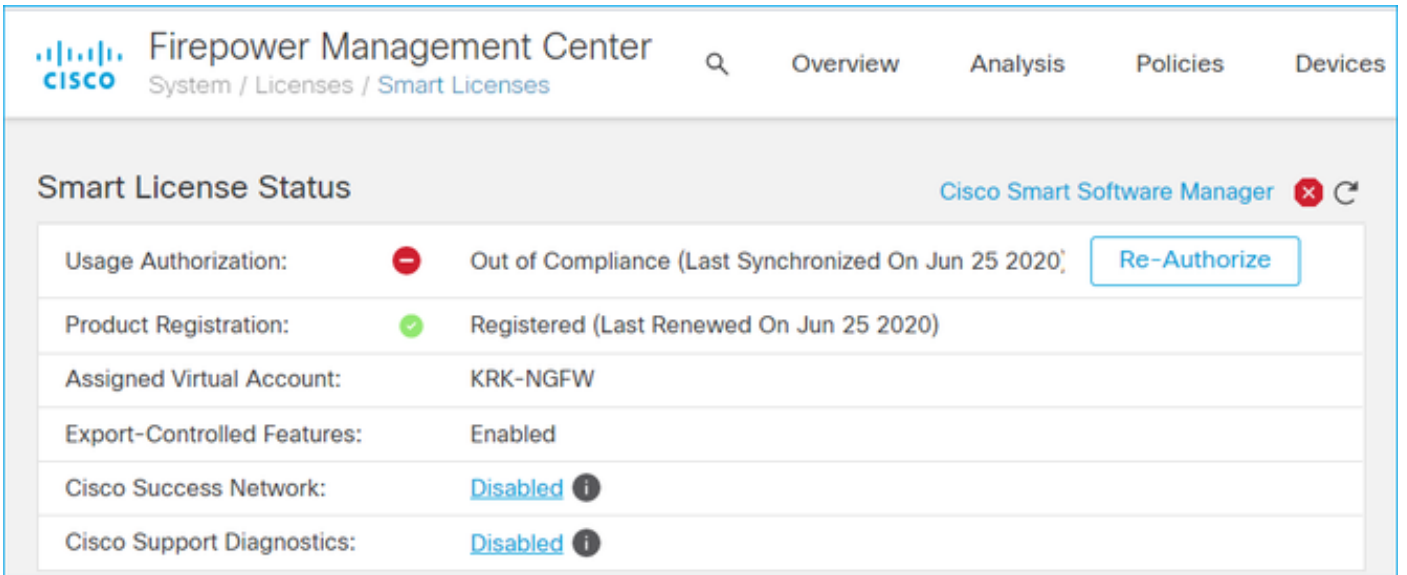 CISCO
Firepower Management Center
System / Licenses / Smart Licenses
Overview Analysis Policies Devices
Smart License Status
Cisco Smart Software Manager
Usage Authorization: Out of Compliance (Last Synchronized On Jun 25 2020) Re-Authorize
Product Registration: Registered (Last Renewed On Jun 25 2020)
Assigned Virtual Account: KRK-NGFW
Export-Controlled Features: Enabled
Cisco Success Network: Disabled
Cisco Support Diagnostics: Disabled